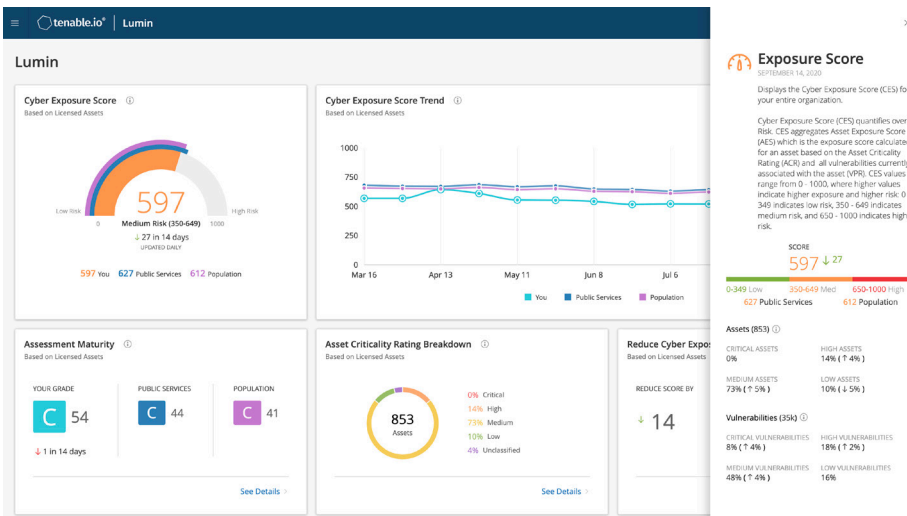 tenable.io® | Lumin
Lumin
Cyber Exposure Score
Based on Licensed Assets
597
Low Risk
High Risk
0
Medium Risk (350-649)
1000
↓ 27 in 14 days
UPDATED DAILY
597 You 627 Public Services 612 Population
Cyber Exposure Score Trend
Based on Licensed Assets
1000
750
500
250
0
Mar 16 Apr 13 May 11 Jun 8 Jul 6
You Public Services Population
Assessment Maturity
Based on Licensed Assets
YOUR GRADE PUBLIC SERVICES POPULATION
C 54 C 44 C 41
↓ 1 in 14 days
See Details
Asset Criticality Rating Breakdown
Based on Licensed Assets
853
Assets
0% Critical
14% High
73% Medium
10% Low
4% Unclassified
See Details
Reduce Cyber Expos
Based on Licensed Assets
REDUCE SCORE BY
↓ 14
Exposure Score
SEPTEMBER 14, 2020
Displays the Cyber Exposure Score (CES) fo
your entire organization.
Cyber Exposure Score (CES) quantifies over
Risk. CES aggregates Asset Exposure Score
(AES) which is the exposure score calculated
for an asset based on the Asset Criticality
Rating (ACR) and all vulnerabilities currently
associated with the asset (VPR). CES values
range from 0 - 1000, where higher values
indicate higher exposure and higher risk: 0
349 indicates low risk, 350 - 649 indicates
medium risk, and 650 - 1000 indicates high
risk.
SCORE
597 ↓ 27
0-349 Low 350-649 Med 650-1000 High
627 Public Services 612 Population
Assets (853)
CRITICAL ASSETS HIGH ASSETS
0% 14% (↑ 4% )
MEDIUM ASSETS LOW ASSETS
73% (↑ 5% ) 10% (↓ 5% )
Vulnerabilities (35k)
CRITICAL VULNERABILITIES HIGH VULNERABILITIES
8% (↑ 4% ) 18% (↑ 2% )
MEDIUM VULNERABILITIES LOW VULNERABILITIES
48% (↑ 4% ) 16%